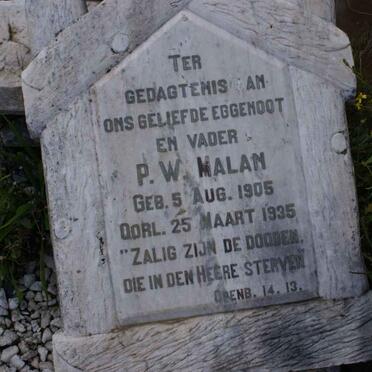 TER
GEDAGTENIS AN
ONS GELIEFDE EGGENOOT
EN VADER
P. W. MALAN
GEB. 5 AUG. 1905
OORL. 25 MAART 1935
"ZALIG ZIJN DE DOODEN,
DIE IN DEN HEERE STERVEN.
OPENB. 14. 13.